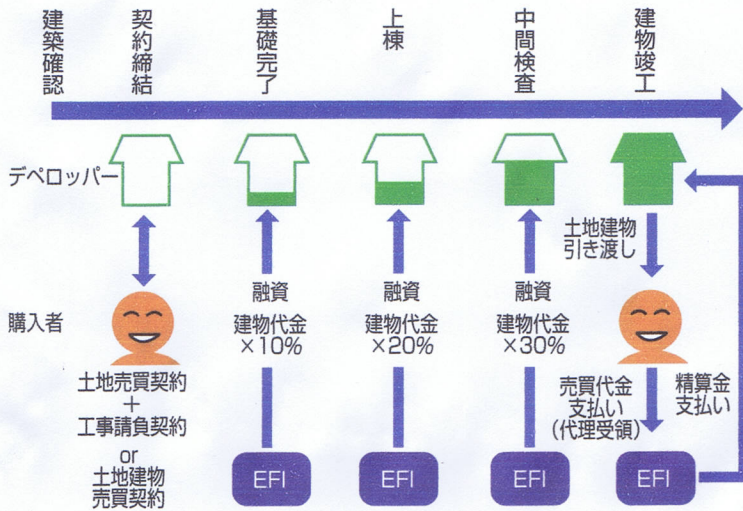 建築確認
契約締結
基礎完了
上棟
中間検査
建物竣工
デペロッパー
土地建物
引き渡し
購入者
融資
建物代金
×10%
融資
建物代金
×20%
融資
建物代金
×30%
土地売買契約
+
工事請負契約
or
土地建物
売買契約
売買代金
支払い
(代理受領)
精算金
支払い
EFI
EFI
EFI
EFI